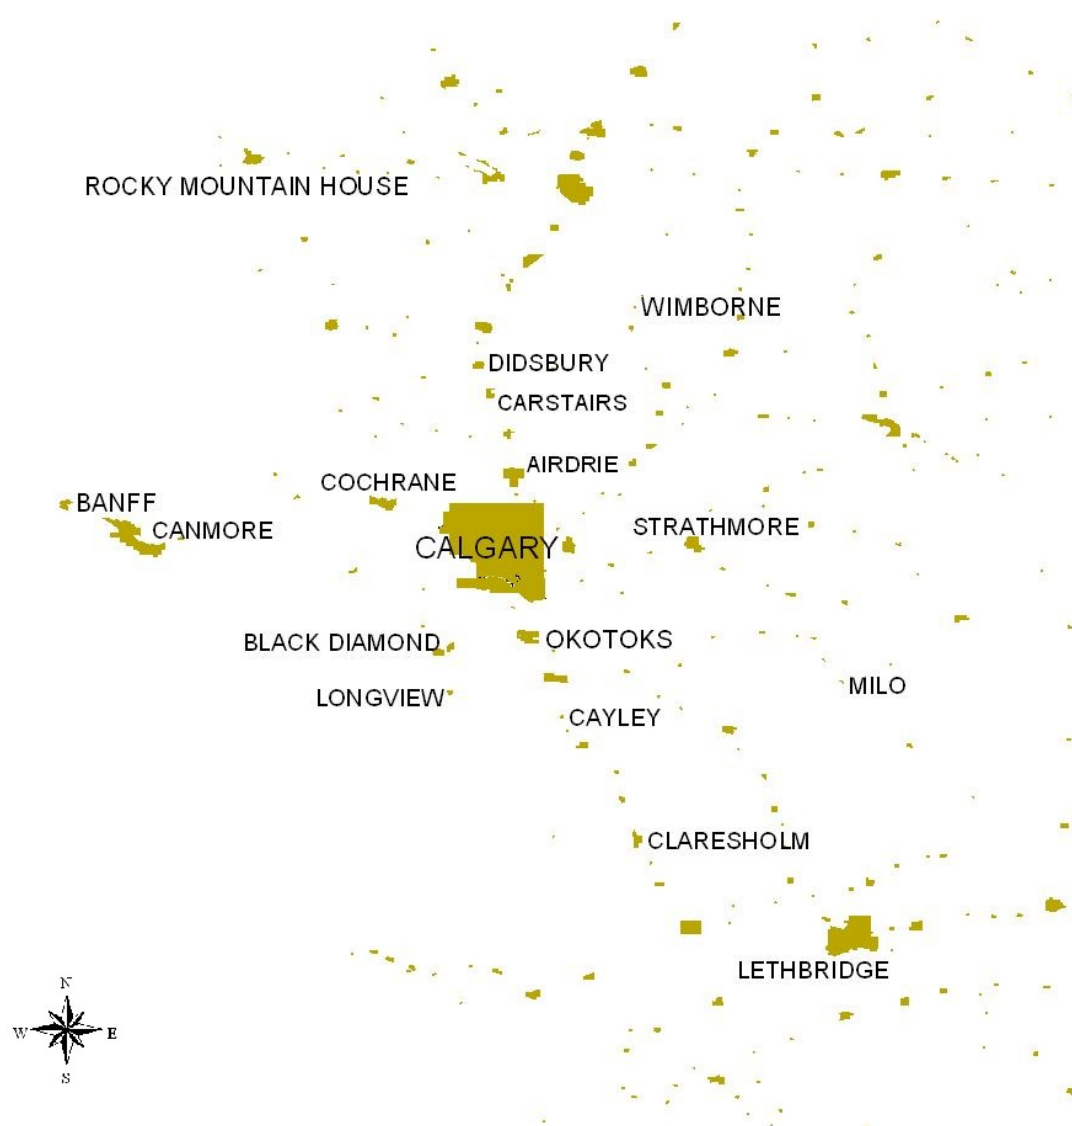 ROCKY MOUNTAIN HOUSE
WIMBORNE
DIDSBURY
CARSTAIRS
AIRDRIE
COCHRANE
BANFF
CANMORE
STRATHMORE
CALGARY
BLACK DIAMOND
OKOTOKS
MILO
LONGVIEW
CAYLEY
CLARESHOLM
LETHBRIDGE
N
W E
S